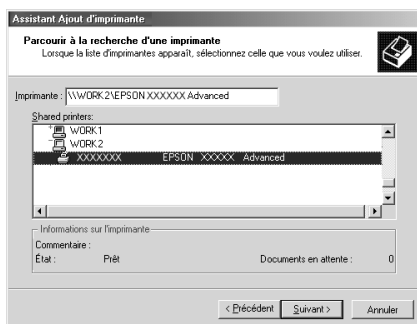 Assistant Ajout d'imprimante
Parcourir à la recherche d'une imprimante
Lorsque la liste d'imprimantes apparaît, sélectionnez celle que vous voulez utiliser.
Imprimante : \\WORK2\EPSON XXXXXX Advanced
Shared printers:
WORK1
WORK2
XXXXXXX EPSON XXXXX Advanced
Informations sur l'imprimante
Commentaire :
État : Prêt Documents en attente : 0
< Précédent Suivant > Annuler